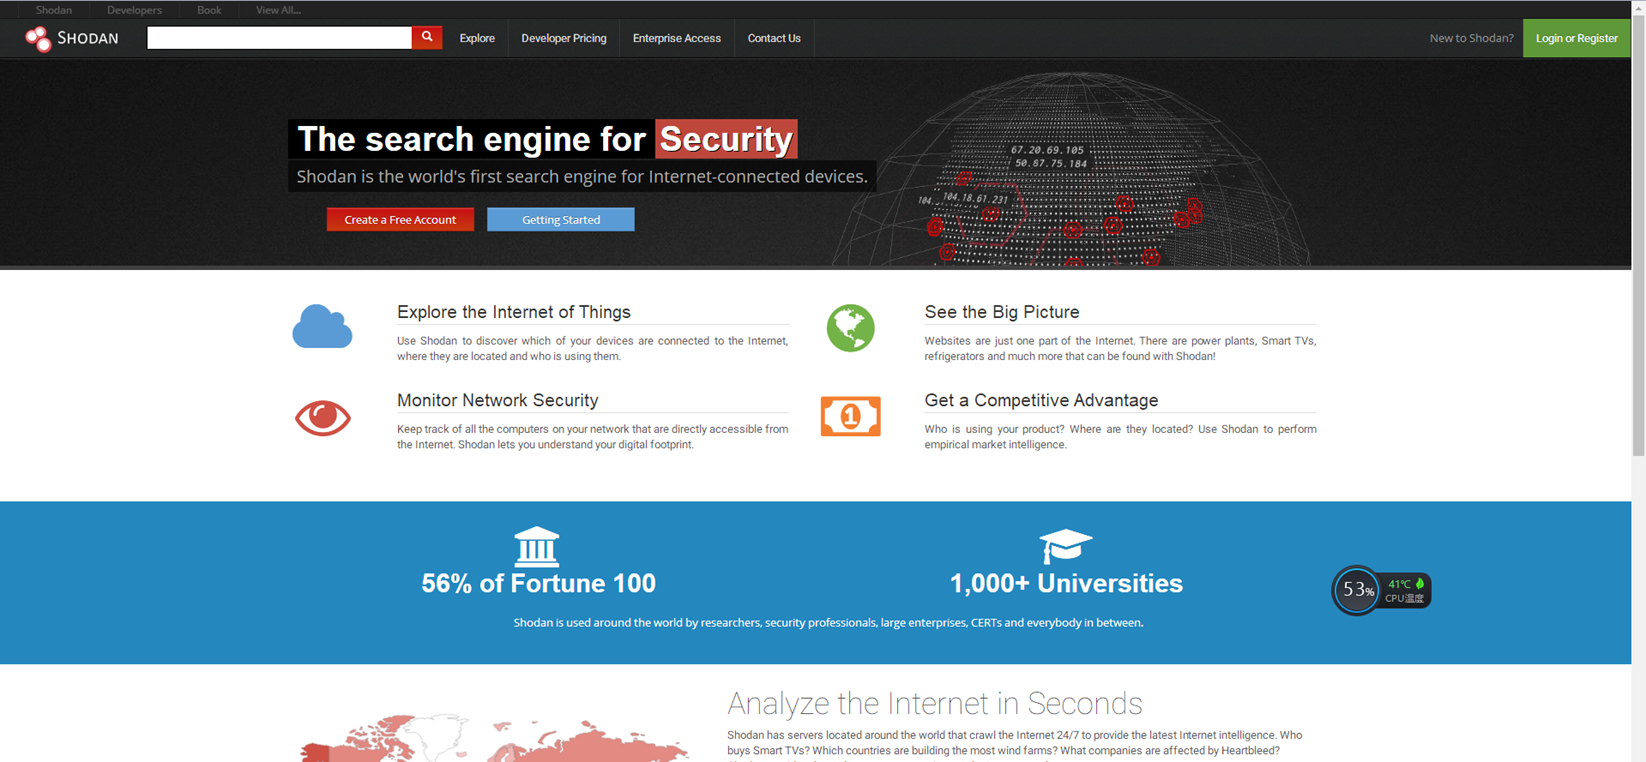 Shodan Developers Book View All...
SHODAN Explore Developer Pricing Enterprise Access Contact Us New to Shodan? Login or Register
The search engine for Security
Shodan is the world's first search engine for Internet-connected devices.
Create a Free Account Getting Started
67.20.69.105
50.87.75.184
104. 104.18.61.231
Explore the Internet of Things
Use Shodan to discover which of your devices are connected to the Internet,
where they are located and who is using them.
See the Big Picture
Websites are just one part of the Internet. There are power plants, Smart TVs,
refrigerators and much more that can be found with Shodan!
Monitor Network Security
Keep track of all the computers on your network that are directly accessible from
the Internet. Shodan lets you understand your digital footprint.
1
Get a Competitive Advantage
Who is using your product? Where are they located? Use Shodan to perform
empirical market intelligence.
56% of Fortune 100
1,000+ Universities
Shodan is used around the world by researchers, security professionals, large enterprises, CERTs and everybody in between.
53%
41℃
CPU温度
Analyze the Internet in Seconds
Shodan has servers located around the world that crawl the Internet 24/7 to provide the latest Internet intelligence. Who
buys Smart TVs? Which countries are building the most wind farms? What companies are affected by Heartbleed?